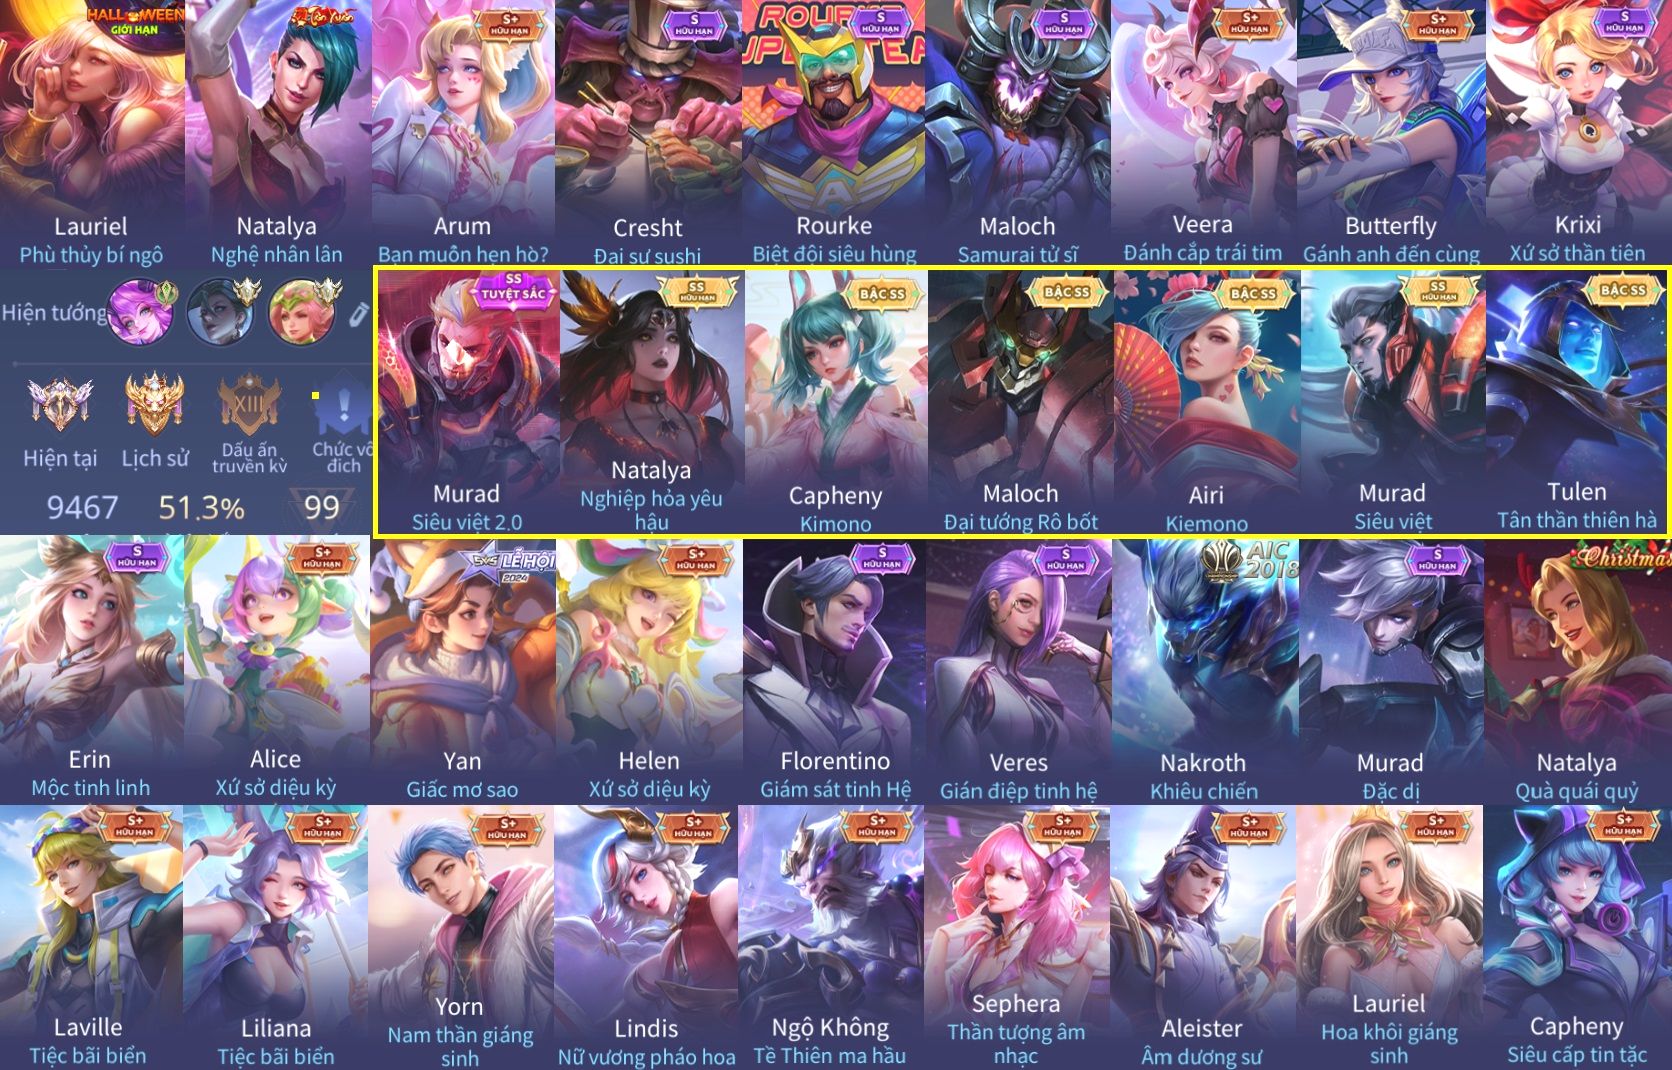 HALLOWEEN
GIỚI HẠN
Tân Xuân
S+
HỮU HẠN
S
HỮU HẠN
ROURKE
S
HỮU HẠN
S
HỮU HẠN
S+
HỮU HẠN
S+
HỮU HẠN
S
HỮU HẠN
Lauriel
Phù thủy bí ngô
Natalya
Nghệ nhân lân
Arum
Bạn muốn hẹn hò?
Cresht
Đại sư sushi
Rourke
Biệt đội siêu hùng
Maloch
Samurai tử sĩ
Veera
Đánh cắp trái tim
Butterfly
Gánh anh đến cùng
Krixi
Xứ sở thần tiên
Hiện tướng
XIII
Hiện tại
Lịch sử
Dấu ấn
truyền kỳ
Chức vô
địch
9467
51.3%
99
SS
TUYỆT SẮC
SS
HỮU HẠN
BẬC SS
BẬC SS
BẬC SS
SS
HỮU HẠN
BẬC SS
Murad
Siêu việt 2.0
Natalya
Nghiệp hỏa yêu
hậu
Capheny
Kimono
Maloch
Đại tướng Rô bốt
Airi
Kiemono
Murad
Siêu việt
Tulen
Tân thần thiên hà
S
HỮU HẠN
S+
HỮU HẠN
5V5 LỄ HỘI
2024
S+
HỮU HẠN
S
HỮU HẠN
S
HỮU HẠN
AIC
2018
S
HỮU HẠN
Christmas
Erin
Mộc tinh linh
Alice
Xứ sở diệu kỳ
Yan
Giấc mơ sao
Helen
Xứ sở diệu kỳ
Florentino
Giám sát tinh Hệ
Veres
Gián điệp tinh hệ
Nakroth
Khiêu chiến
Murad
Đặc dị
Natalya
Quà quái quỷ
S+
HỮU HẠN
S+
HỮU HẠN
S+
HỮU HẠN
S+
HỮU HẠN
S+
HỮU HẠN
S+
HỮU HẠN
S+
HỮU HẠN
S+
HỮU HẠN
S+
HỮU HẠN
Laville
Tiệc bãi biển
Liliana
Tiệc bãi biển
Yorn
Nam thần giáng
sinh
Lindis
Nữ vương pháo hoa
Ngộ Không
Tề Thiên ma hầu
Sephera
Thần tượng âm
nhạc
Aleister
Âm dương sư
Lauriel
Hoa khôi giáng
sinh
Capheny
Siêu cấp tin tặc